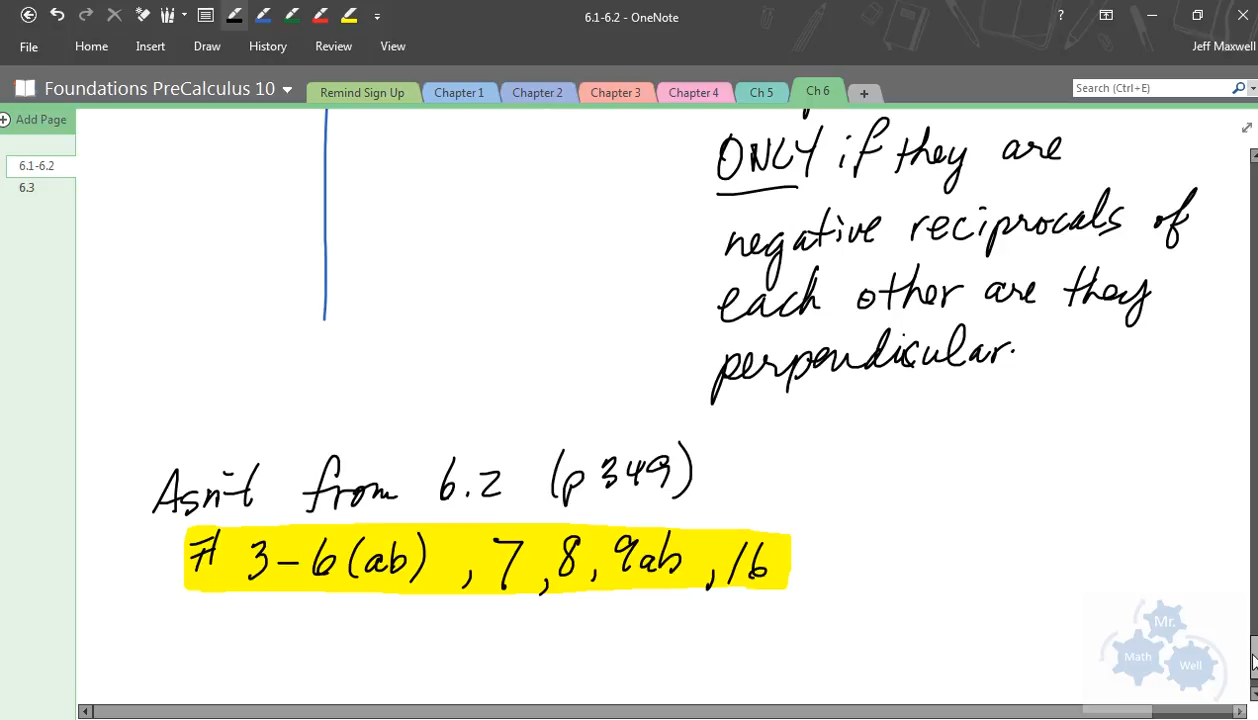 6.1-6.2 - OneNote
?
File
Home
Insert
Draw
History
Review
View
Jeff Maxwell
Foundations PreCalculus 10
Remind Sign Up
Chapter 1
Chapter 2
Chapter 3
Chapter 4
Ch 5
Ch 6
+
Search (Ctrl+E)
Add Page
6.1-6.2
6.3
ONLY if they are
negative reciprocals of
each other are they
perpendicular.
Asn't from 6.2 (p349)
# 3-6(ab), 7, 8, 9ab, 16
Mr.
Math
Well